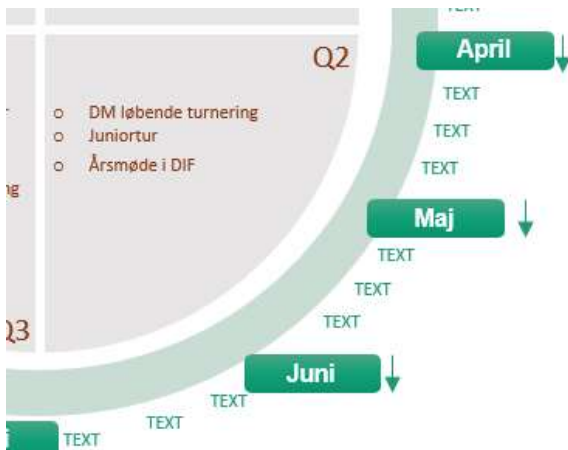 TEXT
April
Q2
TEXT
DM løbende turnering
TEXT
Juniortur
Årsmøde i DIF
TEXT
Maj
TEXT
TEXT
TEXT
Q3
Juni
TEXT
TEXT
TEXT